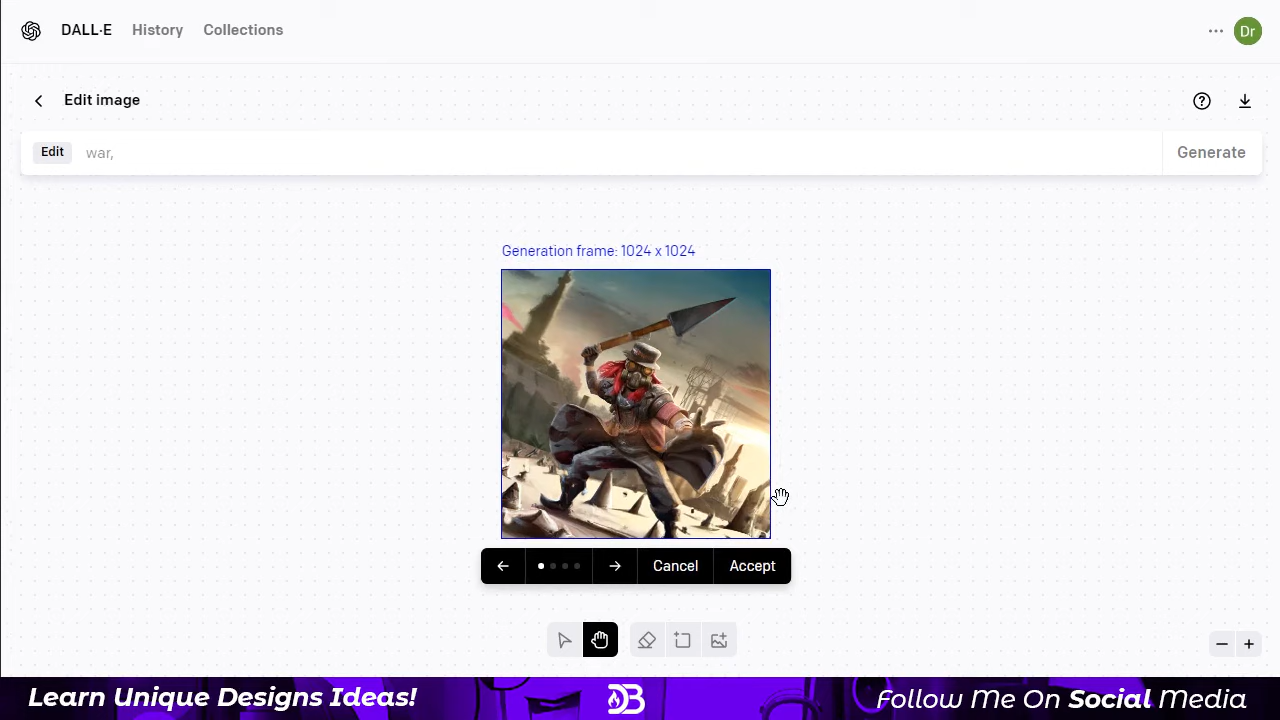 DALL·E History Collections
Dr
Edit image
Edit war, Generate
Generation frame: 1024 x 1024
Cancel Accept
Learn Unique Designs Ideas! DB Follow Me On Social Media